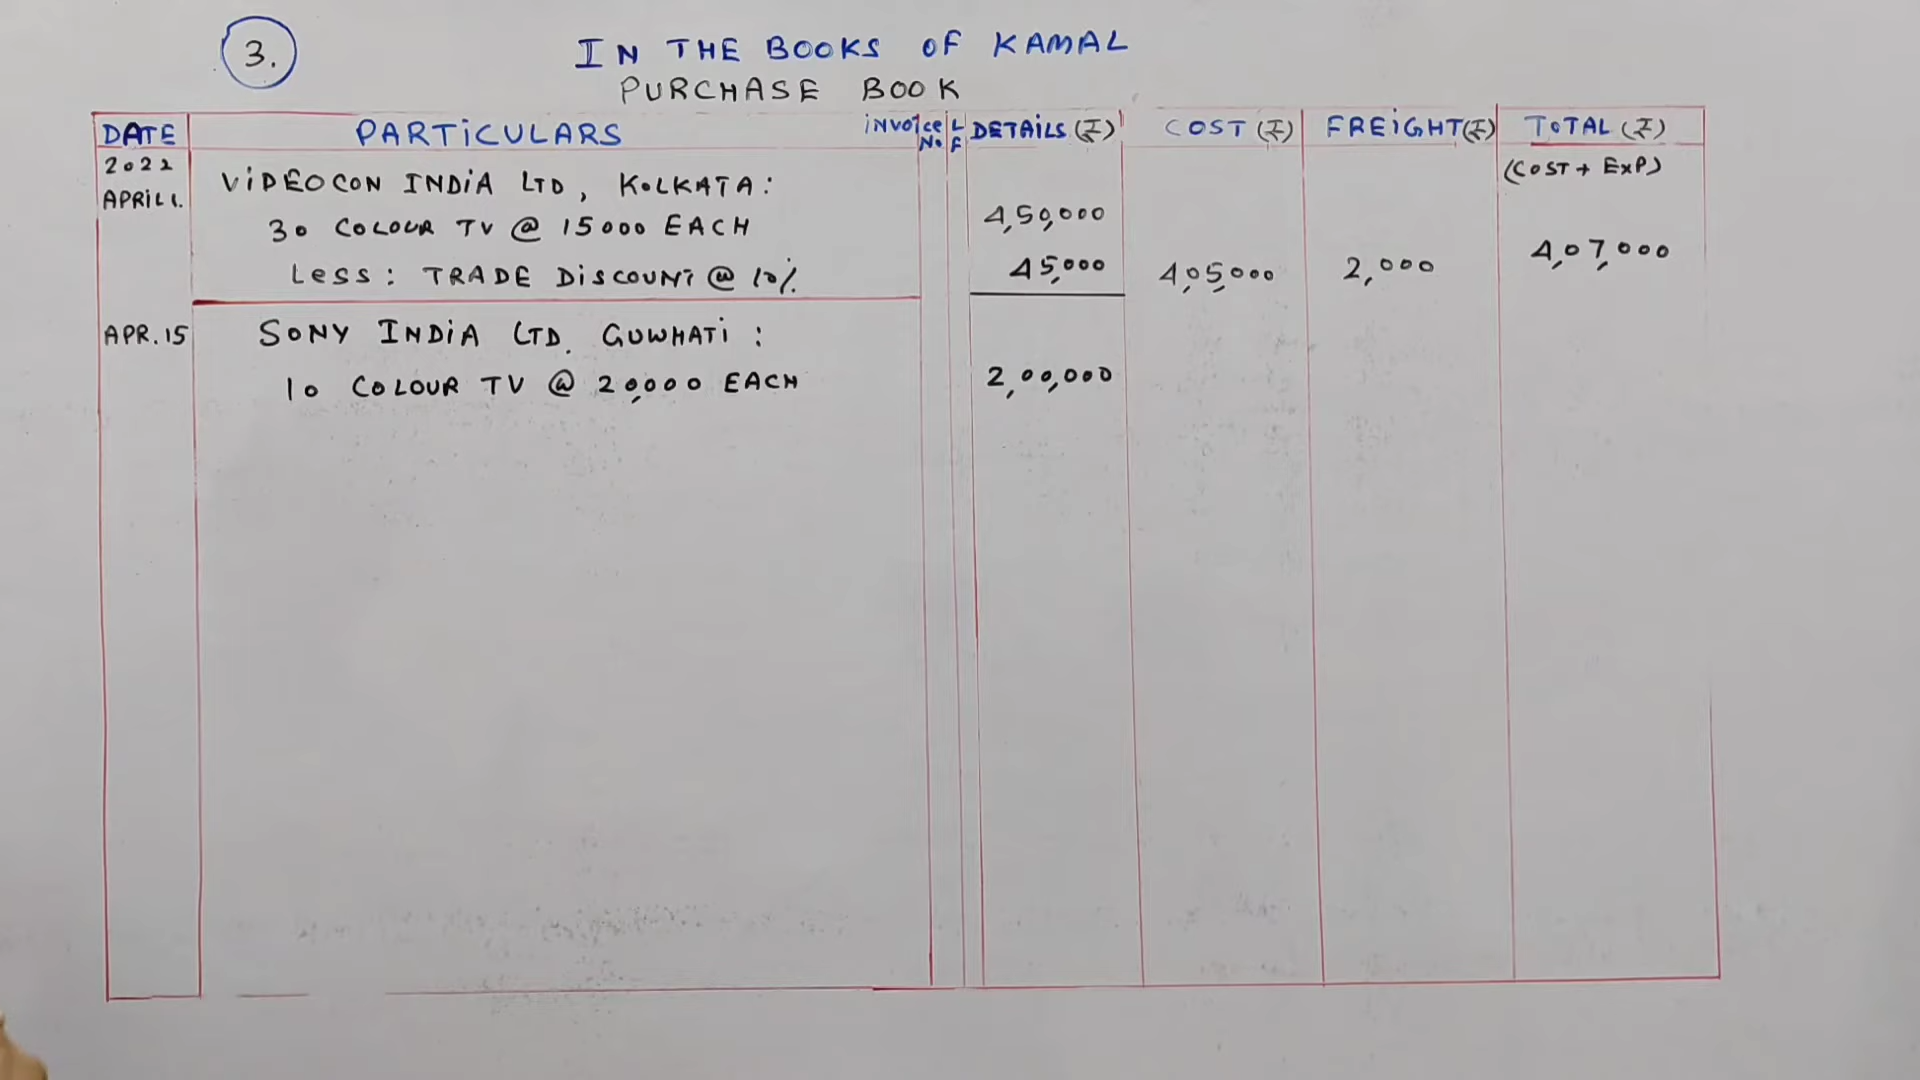 3.
IN THE BOOKS OF KAMAL
PURCHASE BOOK
DATE PARTICULARS INVOICE No LF DETAILS (₹) COST (₹) FREIGHT(₹) TOTAL (₹)
(COST + EXP)
2022
APRIL 1. VIDEOCON INDIA LTD, KOLKATA:
30 COLOUR TV @ 15000 EACH 4,50,000
LESS: TRADE DISCOUNT @ 10% 45,000 4,05,000 2,000 4,07,000
APR. 15 SONY INDIA LTD. GUWHATI :
10 COLOUR TV @ 20,000 EACH 2,00,000